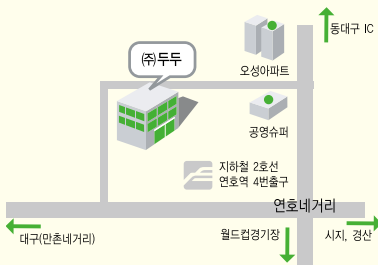 동대구 IC
(주)두두
오성아파트
공영슈퍼
지하철 2호선
연호역 4번출구
연호네거리
대구(만촌네거리)
월드컵경기장
시지, 경산